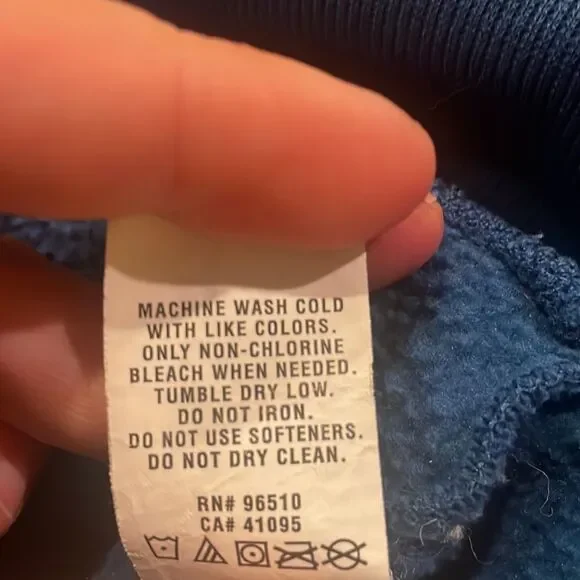 MACHINE WASH COLD
WITH LIKE COLORS.
ONLY NON-CHLORINE
BLEACH WHEN NEEDED.
TUMBLE DRY LOW.
DO NOT IRON.
DO NOT USE SOFTENERS.
DO NOT DRY CLEAN.
RN# 96510
CA# 41095